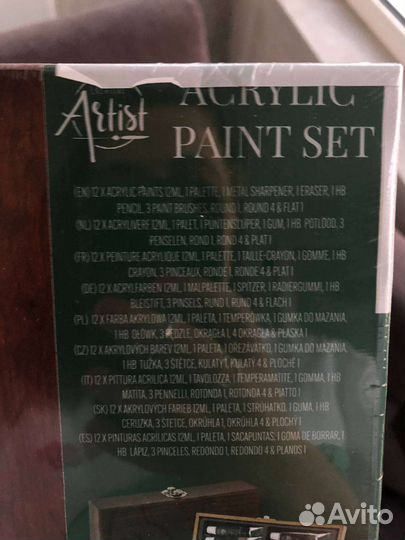 Artist
ACRYLIC
PAINT SET
(EN) 12 X ACRYLIC PAINTS 12ML, 1 PALETTE, 1 METAL SHARPENER, 1 ERASER, 1 HB
PENCIL, 3 PAINT BRUSHES, ROUND 1, ROUND 4 & FLAT 1
(NL) 12 X ACRYLVERF 12ML, 1 PALET, 1 PUNTENSLIJPER, 1 GUM, 1 HB POTLOOD, 3
PENSELEN, ROND 1, ROND 4 & PLAT 1
(FR) 12 X PEINTURE ACRYLIQUE 12ML, 1 PALETTE, 1 TAILLE-CRAYON, 1 GOMME, 1 HB
CRAYON, 3 PINCEAUX, RONDE 1, RONDE 4 & PLAT 1
(DE) 12 X ACRYLFARBEN 12ML, 1 MALPALETTE, 1 SPITZER, 1 RADIERGUMMI, 1 HB
BLEISTIFT, 3 PINSELS, RUND 1, RUND 4 & FLACH 1
(PL) 12 X FARBA AKRYLOWA 12ML, 1 PALETA, 1 TEMPERÓWKA, 1 GUMKA DO MAZANIA,
1 HB OŁÓWK, 3 PĘDZLE, OKRĄGŁA 1, 4 OKRĄGŁA & PŁASKA 1
(CZ) 12 X AKRYLOVÝCH BAREV 12ML, 1 PALETA, 1 OŘEZÁVÁTKO, 1 GUMKA DO MAZÁNIA,
1 HB TUŽKA, 3 ŠTĚTCE, KULATÝ 1, KULATÝ 4 & PLOCHÉ 1
(IT) 12 X PITTURA ACRILICA 12ML, 1 TAVOLOZZA, 1 TEMPERAMATITE, 1 GOMMA, 1 HB
MATITA, 3 PENNELLI, ROTONDA 1, ROTONDA 4 & PIATTO 1
(SK) 12 X AKRYLOVÝCH FARIEB 12ML, 1 PALETA, 1 STRÚHATKO, 1 GUMA, 1 HB
CERUZKA, 3 ŠTETCE, OKRÚHLA 1, OKRÚHLA 4 & PLOCHÝ 1
(ES) 12 X PINTURAS ACRÍLICAS 12ML, 1 PALETA, 1 SACAPUNTAS, 1 GOMA DE BORRAR, 1
HB LÁPIZ, 3 PINCELES, REDONDO 1, REDONDO 4 & PLANOS 1
Avito